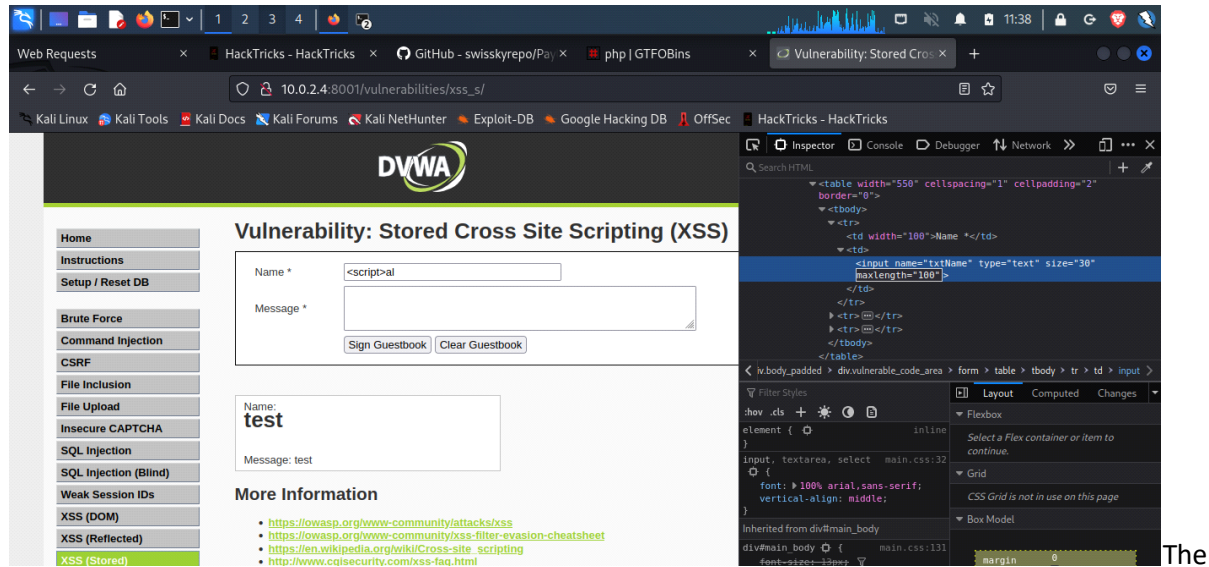 1 2 3 4 11:38
Web Requests HackTricks - HackTricks GitHub - swisskyrepo/Pay php | GTFOBins Vulnerability: Stored Cros
10.0.2.4:8001/vulnerabilities/xss_s/
Kali Linux Kali Tools Kali Docs Kali Forums Kali NetHunter Exploit-DB Google Hacking DB OffSec HackTricks - HackTricks
DVWA
Home
Instructions
Setup / Reset DB
Brute Force
Command Injection
CSRF
File Inclusion
File Upload
Insecure CAPTCHA
SQL Injection
SQL Injection (Blind)
Weak Session IDs
XSS (DOM)
XSS (Reflected)
XSS (Stored)
Vulnerability: Stored Cross Site Scripting (XSS)
Name * <script>al
Message *
Sign Guestbook Clear Guestbook
Name:
test
Message: test
More Information
https://owasp.org/www-community/attacks/xss
https://owasp.org/www-community/xss-filter-evasion-cheatsheet
https://en.wikipedia.org/wiki/Cross-site_scripting
http://www.cgisecurity.com/xss-faq.html
Inspector Console Debugger Network
Search HTML
<table width="550" cellspacing="1" cellpadding="2"
border="0">
<tbody>
<tr>
<td width="100">Name *</td>
<td>
<input name="txtName" type="text" size="30"
maxlength="100">
</td>
</tr>
<tr>
<tr>
</tbody>
</table>
iv.body_padded > div.vulnerable_code_area > form > table > tbody > tr > td > input
Filter Styles
:hov .cls
element { inline
}
input, textarea, select main.css:32
{
font: 100% arial,sans-serif;
vertical-align: middle;
}
Inherited from div#main_body
div#main_body { main.css:131
font-size: 13px;
Layout Computed Changes
Flexbox
Select a Flex container or item to
continue.
Grid
CSS Grid is not in use on this page
Box Model
margin 0
The